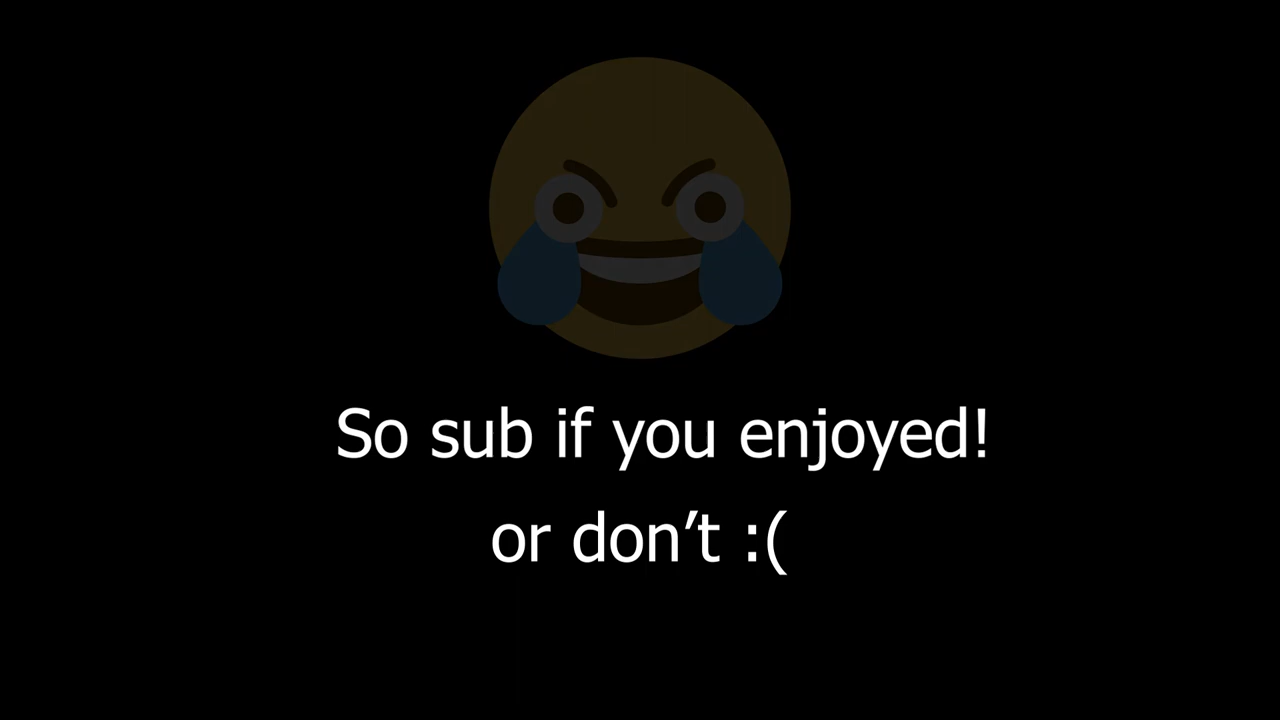 So sub if you enjoyed!
or don’t :(